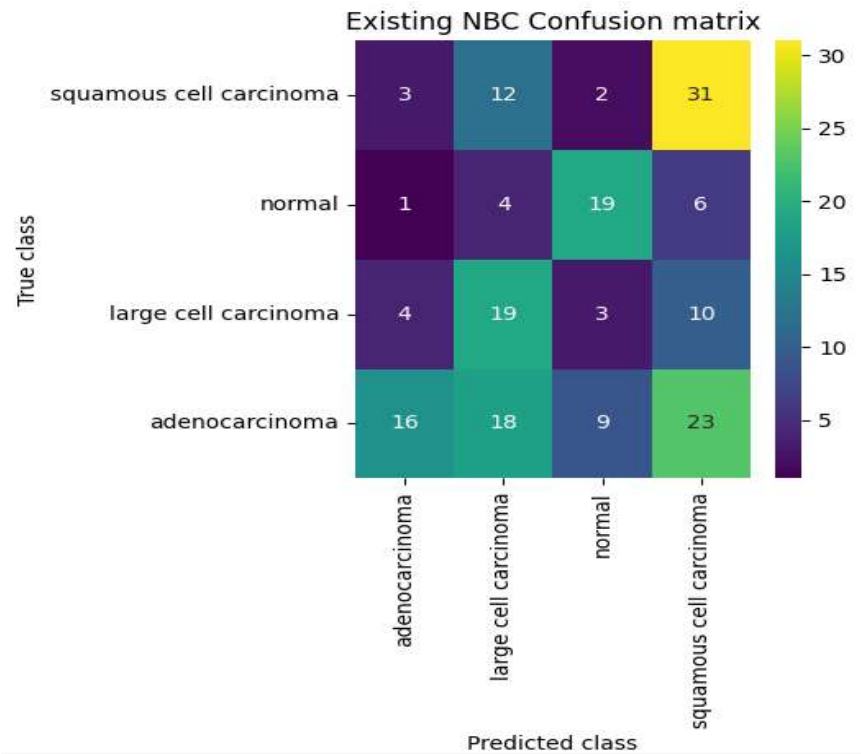 Existing NBC Confusion matrix
True class
squamous cell carcinoma 3 12 2 31
normal 1 4 19 6
large cell carcinoma 4 19 3 10
adenocarcinoma 16 18 9 23
adenocarcinoma
large cell carcinoma
normal
squamous cell carcinoma
Predicted class
30
25
20
15
10
5